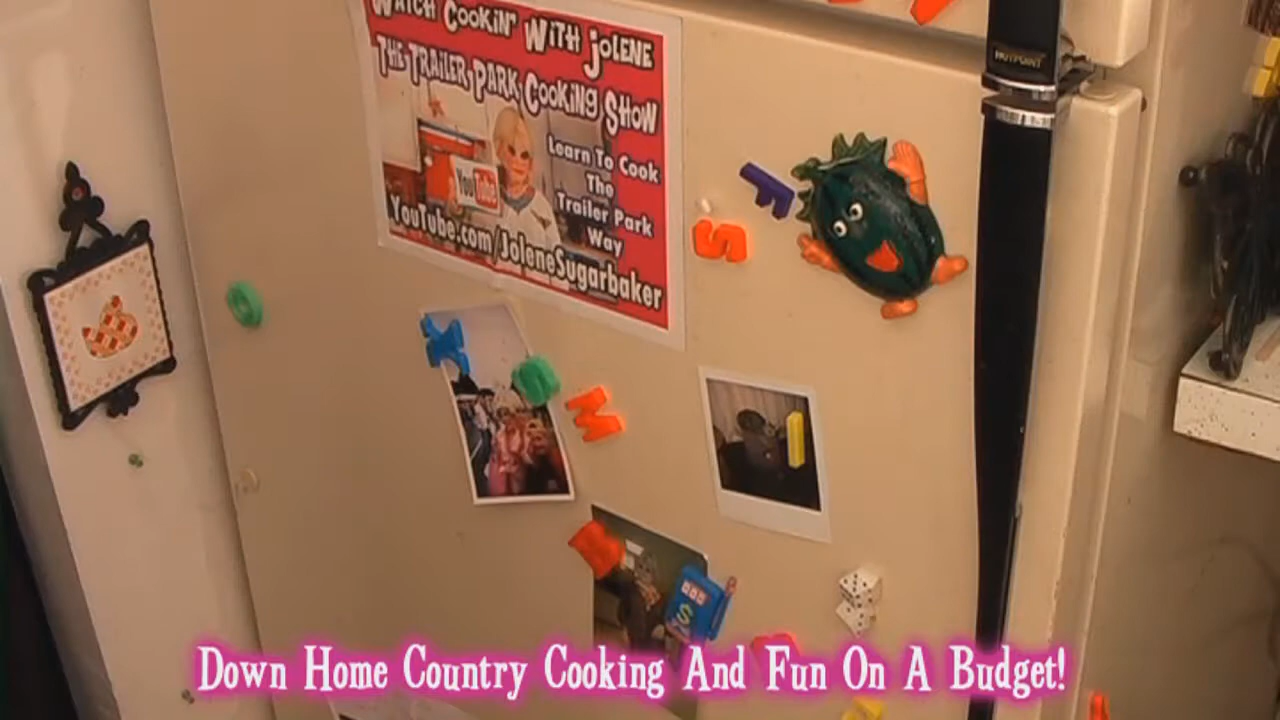 WATCH COOKIN' WITH JOLENE
THE TRAILER PARK COOKING SHOW
Learn To Cook
The
Trailer Park
Way
YouTube
YouTube.com/JoleneSugarbaker
HOTPOINT
F
S
X
M
$
Down Home Country Cooking And Fun On A Budget!